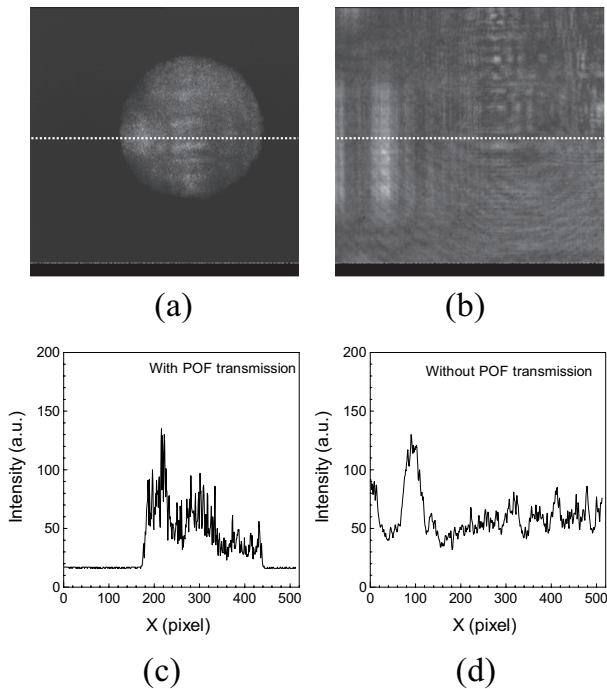 (a)
(b)
200
150
100
50
0
Intensity (a.u.)
With POF transmission
0 100 200 300 400 500
X (pixel)
(c)
200
150
100
50
0
Intensity (a.u.)
Without POF transmission
0 100 200 300 400 500
X (pixel)
(d)